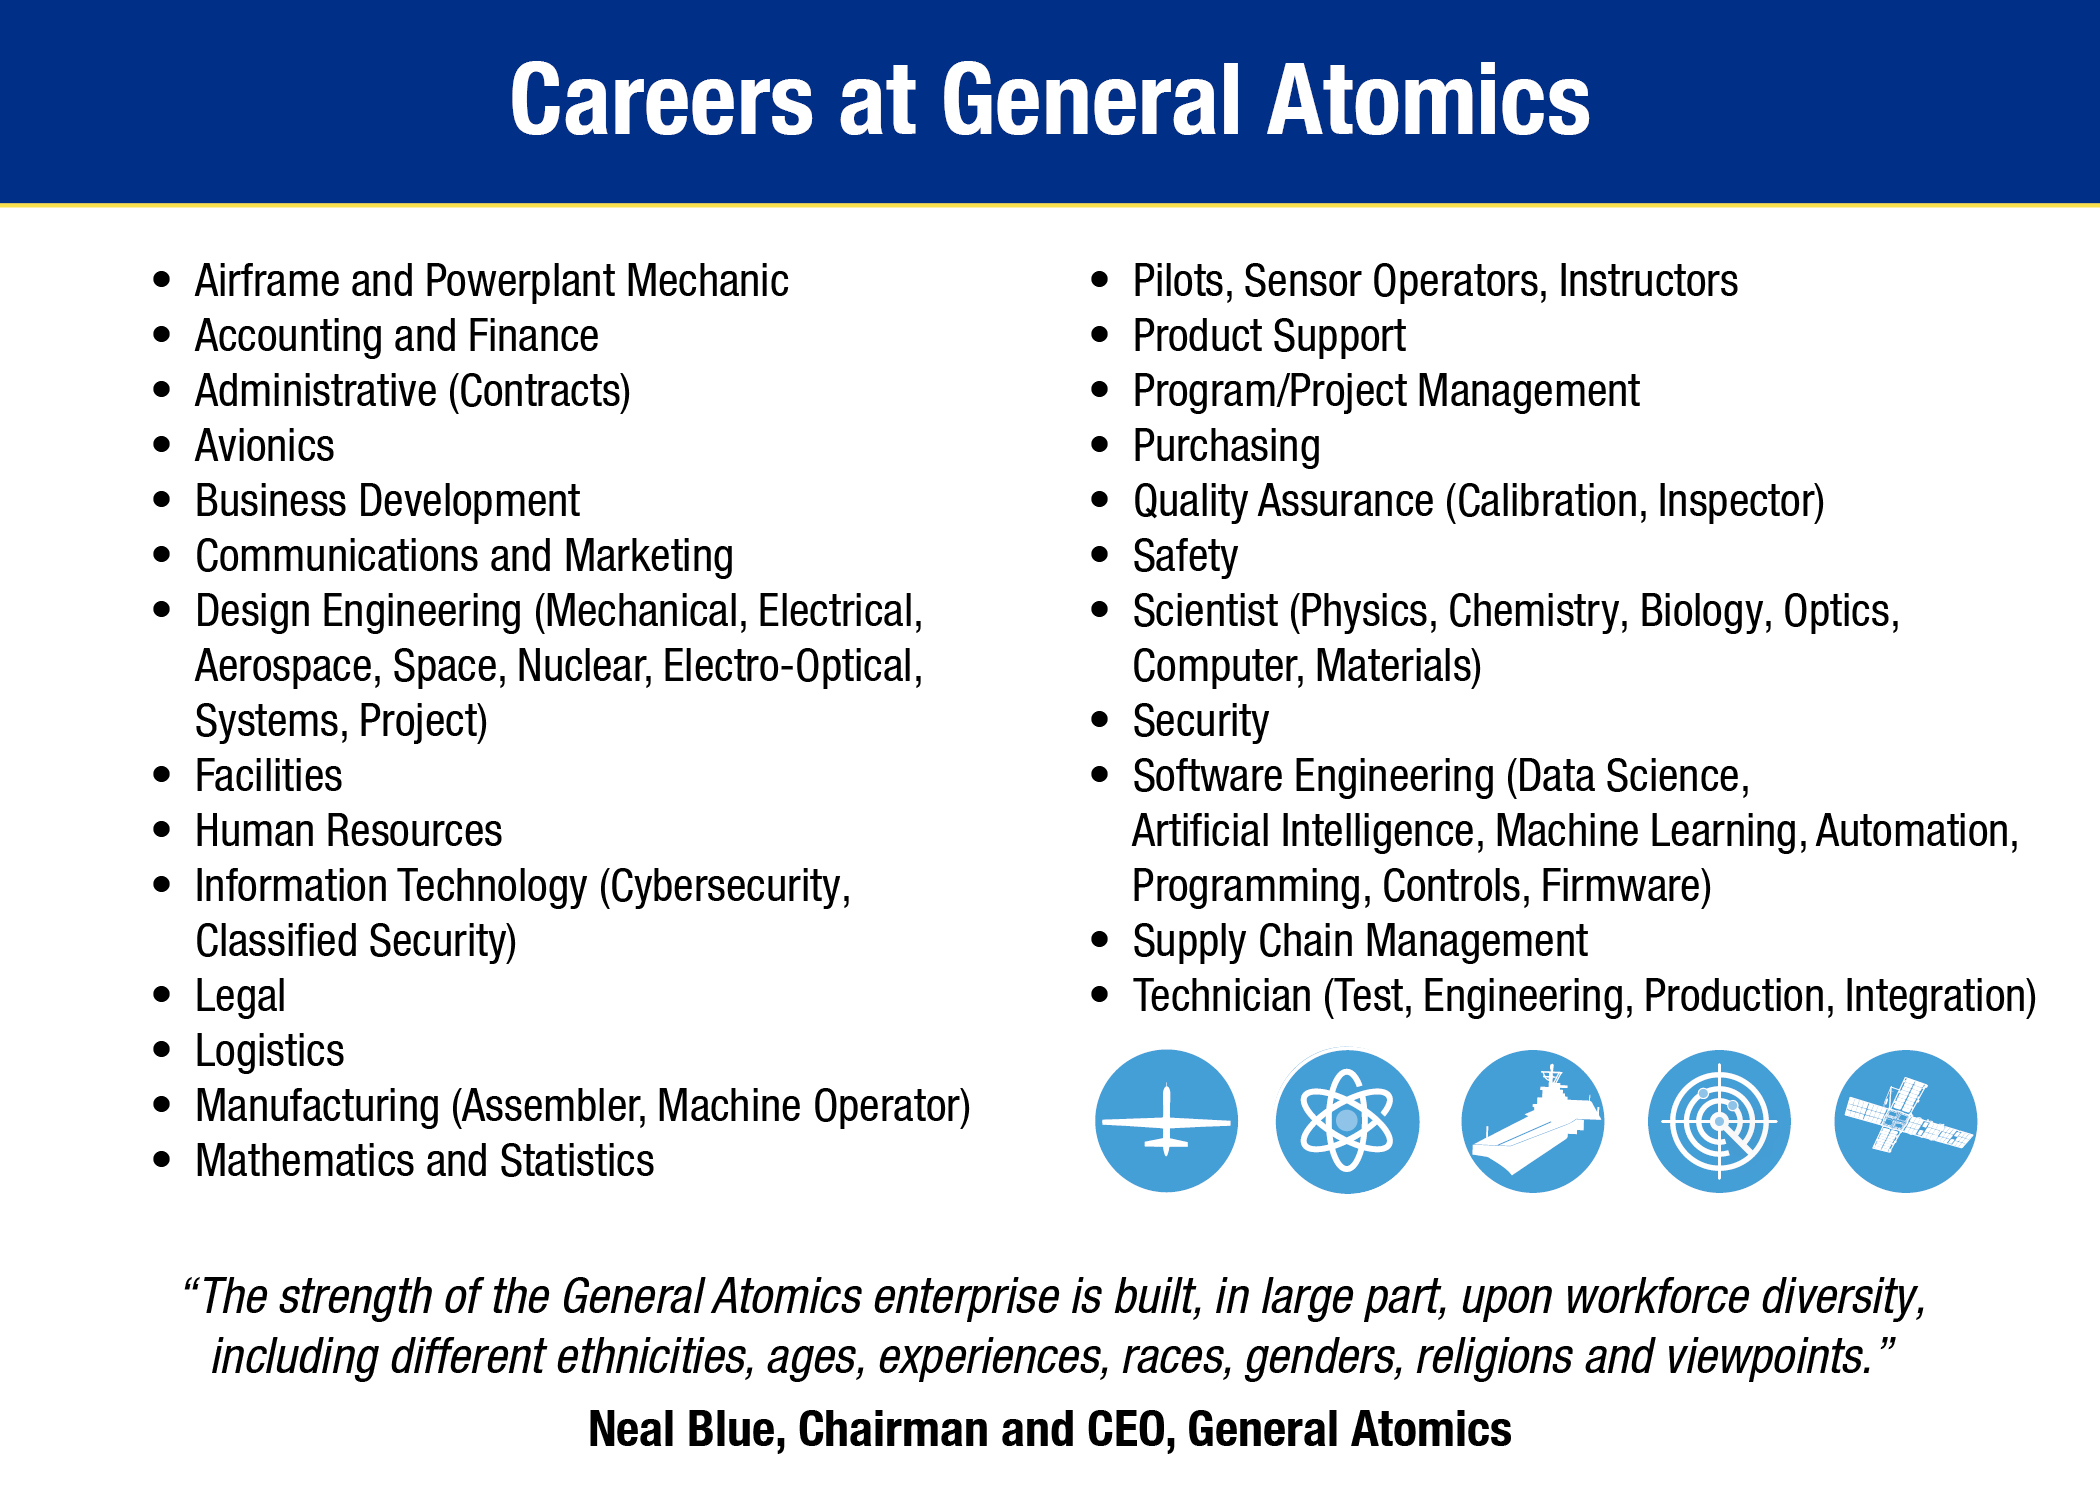 Careers at General Atomics
• Airframe and Powerplant Mechanic
• Accounting and Finance
• Administrative (Contracts)
• Avionics
• Business Development
• Communications and Marketing
• Design Engineering (Mechanical, Electrical,
Aerospace, Space, Nuclear, Electro-Optical,
Systems, Project)
• Facilities
• Human Resources
• Information Technology (Cybersecurity,
Classified Security)
• Legal
• Logistics
• Manufacturing (Assembler, Machine Operator)
• Mathematics and Statistics
• Pilots, Sensor Operators, Instructors
• Product Support
• Program/Project Management
• Purchasing
• Quality Assurance (Calibration, Inspector)
• Safety
• Scientist (Physics, Chemistry, Biology, Optics,
Computer, Materials)
• Security
• Software Engineering (Data Science,
Artificial Intelligence, Machine Learning, Automation,
Programming, Controls, Firmware)
• Supply Chain Management
• Technician (Test, Engineering, Production, Integration)
“The strength of the General Atomics enterprise is built, in large part, upon workforce diversity,
including different ethnicities, ages, experiences, races, genders, religions and viewpoints.”
Neal Blue, Chairman and CEO, General Atomics